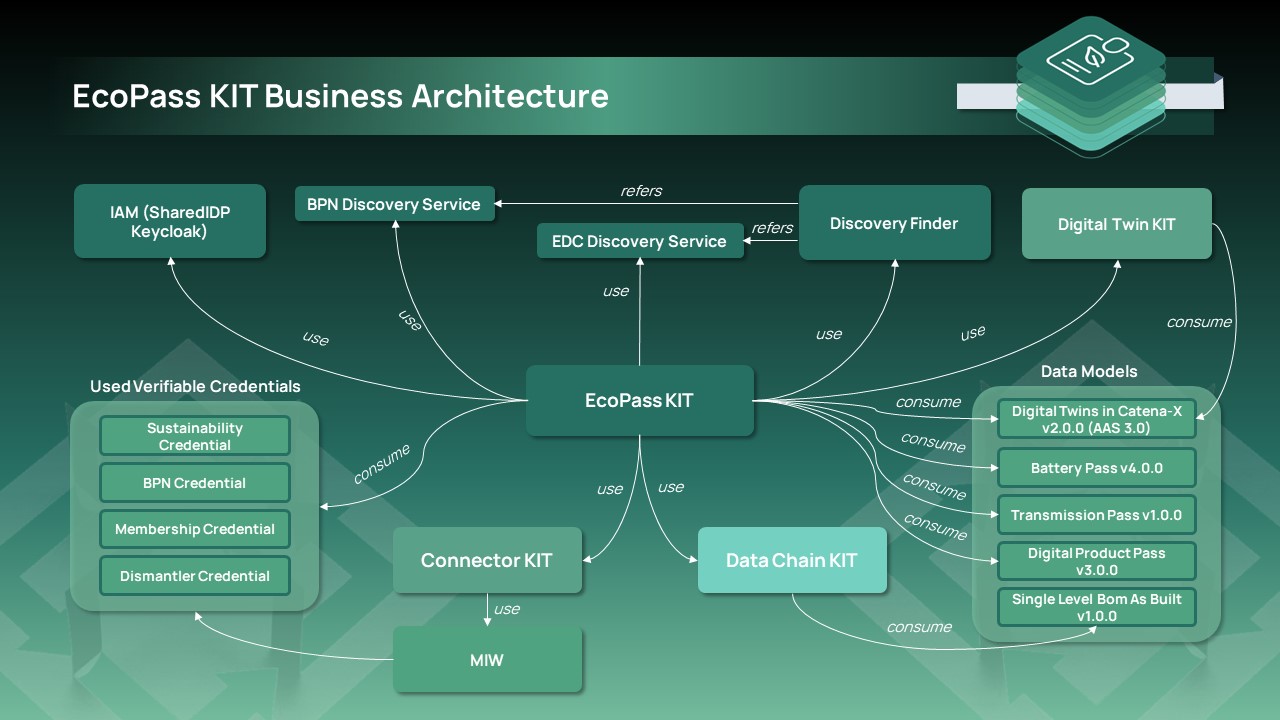 EcoPass KIT Business Architecture
IAM (SharedIDP
Keycloak)
BPN Discovery Service
refers
EDC Discovery Service
refers
Discovery Finder
Digital Twin KIT
use
use
use
use
use
consume
Used Verifiable Credentials
Sustainability
Credential
BPN Credential
Membership Credential
Dismantler Credential
EcoPass KIT
Data Models
Digital Twins in Catena-X
v2.0.0 (AAS 3.0)
Battery Pass v4.0.0
Transmission Pass v1.0.0
Digital Product Pass
v3.0.0
Single Level Bom As Built
v1.0.0
consume
consume
consume
consume
consume
use
use
Connector KIT
Data Chain KIT
use
consume
MIW